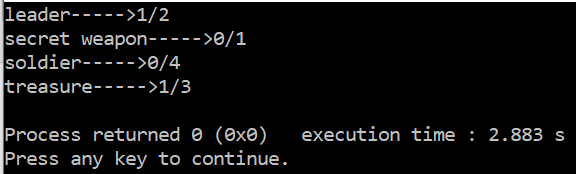 leader----->1/2
secret weapon----->0/1
soldier----->0/4
treasure----->1/3
Process returned 0 (0x0)   execution time : 2.883 s
Press any key to continue.